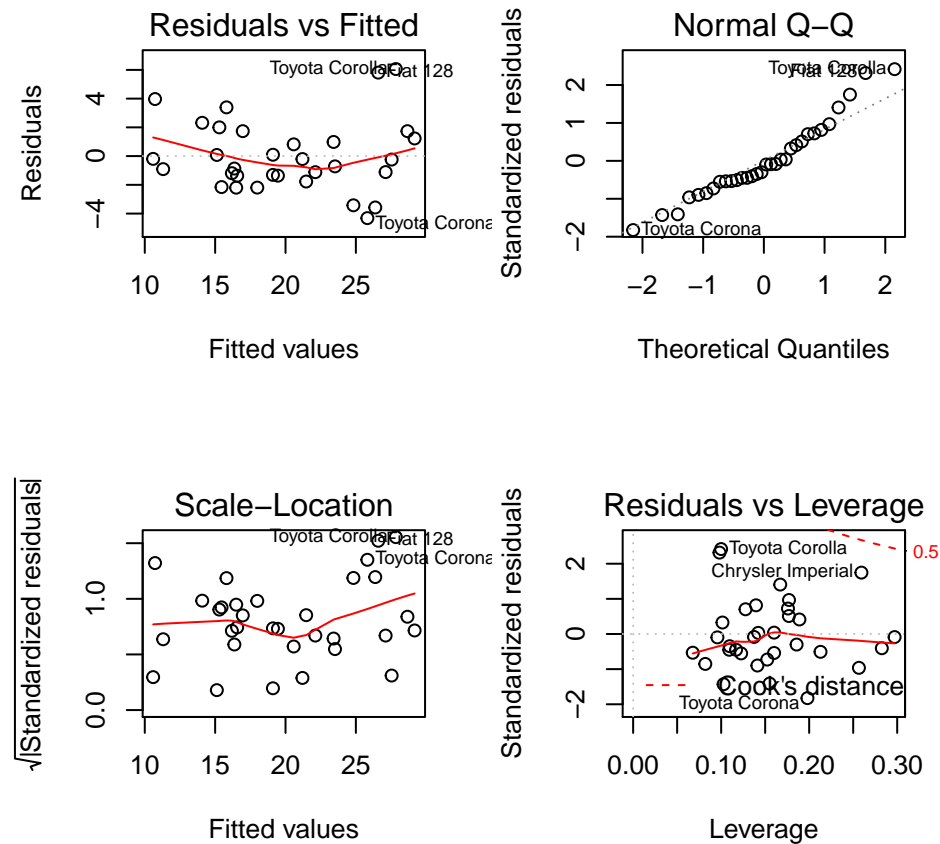 Residuals vs Fitted
Residuals
4
0
−4
Toyota Corolla
Fiat 128
Toyota Corona
10 15 20 25
Fitted values
Normal Q−Q
Standardized residuals
2
1
0
−2
Toyota Corolla
Fiat 128
Toyota Corona
−2 −1 0 1 2
Theoretical Quantiles
Scale−Location
√|Standardized residuals|
1.0
0.0
Toyota Corolla
Fiat 128
Toyota Corona
10 15 20 25
Fitted values
Residuals vs Leverage
Standardized residuals
2
0
−2
0.5
Toyota Corolla
Chrysler Imperial
Cook's distance
Toyota Corona
0.00 0.10 0.20 0.30
Leverage